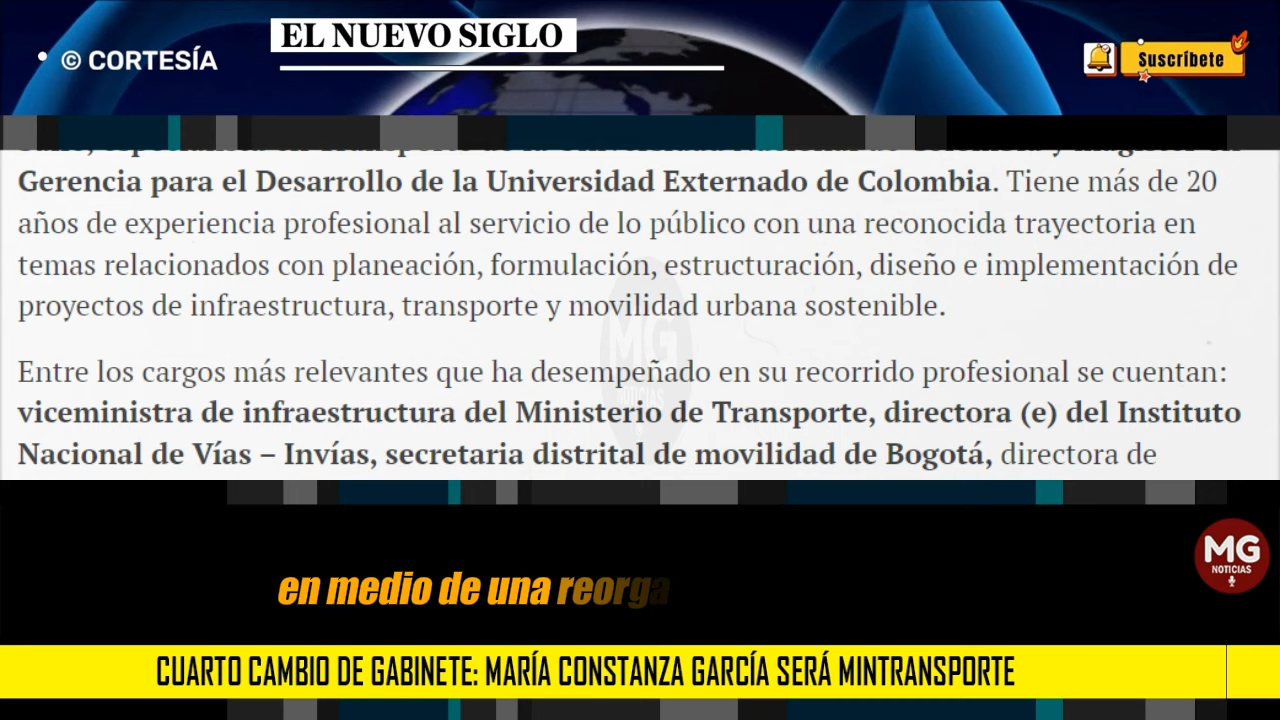 EL NUEVO SIGLO
© CORTESÍA
Suscríbete
Gerencia para el Desarrollo de la Universidad Externado de Colombia. Tiene más de 20
años de experiencia profesional al servicio de lo público con una reconocida trayectoria en
temas relacionados con planeación, formulación, estructuración, diseño e implementación de
proyectos de infraestructura, transporte y movilidad urbana sostenible.
Entre los cargos más relevantes que ha desempeñado en su recorrido profesional se cuentan:
viceministra de infraestructura del Ministerio de Transporte, directora (e) del Instituto
Nacional de Vías – Invías, secretaria distrital de movilidad de Bogotá, directora de
MG
NOTICIAS
en medio de una reorga
MG
NOTICIAS
CUARTO CAMBIO DE GABINETE: MARÍA CONSTANZA GARCÍA SERÁ MINTRANSPORTE